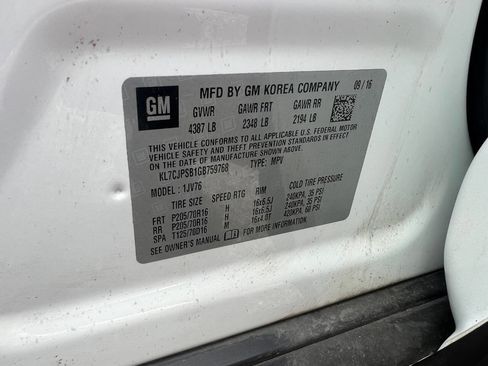 GM
MFD BY GM KOREA COMPANY 09/16
GVWR GAWR FRT GAWR RR
4387 LB 2348 LB 2194 LB
THIS VEHICLE CONFORMS TO ALL APPLICABLE U.S. FEDERAL MOTOR
VEHICLE SAFETY, BUMPER, AND THEFT PREVENTION STANDARDS IN EFFECT
ON THE DATE OF MANUFACTURE SHOWN ABOVE.
KL7CJPSB1GB759768 TYPE: MPV
MODEL: 1JV76
TIRE SIZE SPEED RTG RIM COLD TIRE PRESSURE
FRT P205/70R16 H 16x6.5J 240KPA, 35 PSI
RR P205/70R16 H 16x6.5J 240KPA, 35 PSI
SPA T125/70D16 M 16x4.0T 420KPA, 60 PSI
SEE OWNER'S MANUAL FOR MORE INFORMATION.